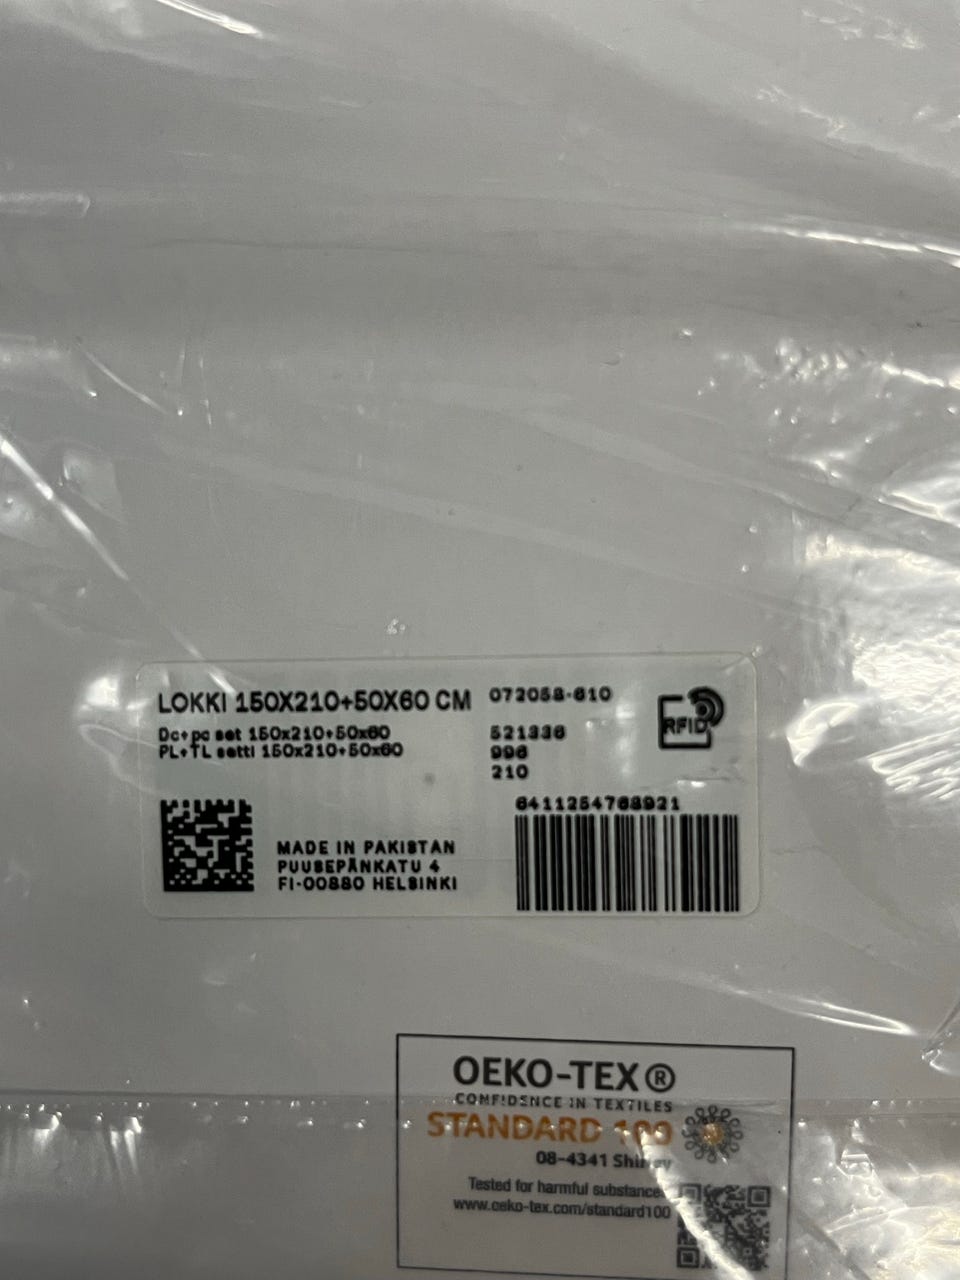 LOKKI 150X210+50X60 CM
072058-610
RFID
Dc+pc set 150x210+50x60
PL+TL setti 150x210+50x60
521336
996
210
6411254768921
MADE IN PAKISTAN
PUUSEPÄNKATU 4
FI-00880 HELSINKI
OEKO-TEX®
CONFIDENCE IN TEXTILES
STANDARD 100
08-4341 Shirley
Tested for harmful substances
www.oeko-tex.com/standard100